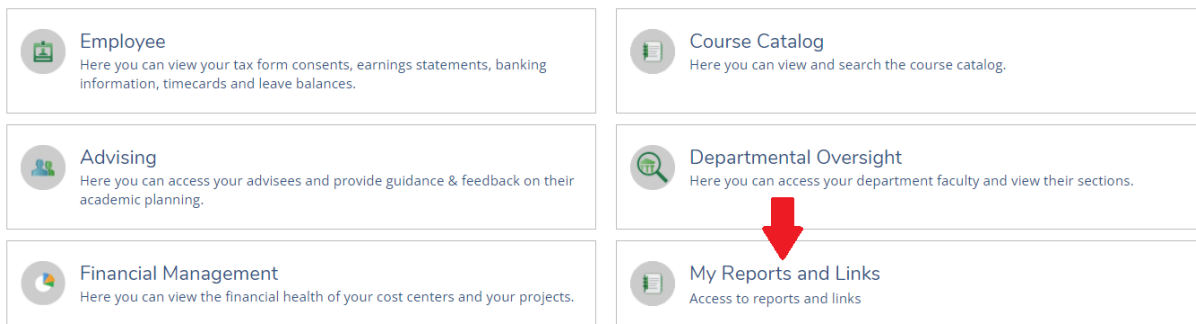 Employee
Here you can view your tax form consents, earnings statements, banking
information, timecards and leave balances.
Course Catalog
Here you can view and search the course catalog.
Advising
Here you can access your advisees and provide guidance & feedback on their
academic planning.
Departmental Oversight
Here you can access your department faculty and view their sections.
Financial Management
Here you can view the financial health of your cost centers and your projects.
My Reports and Links
Access to reports and links